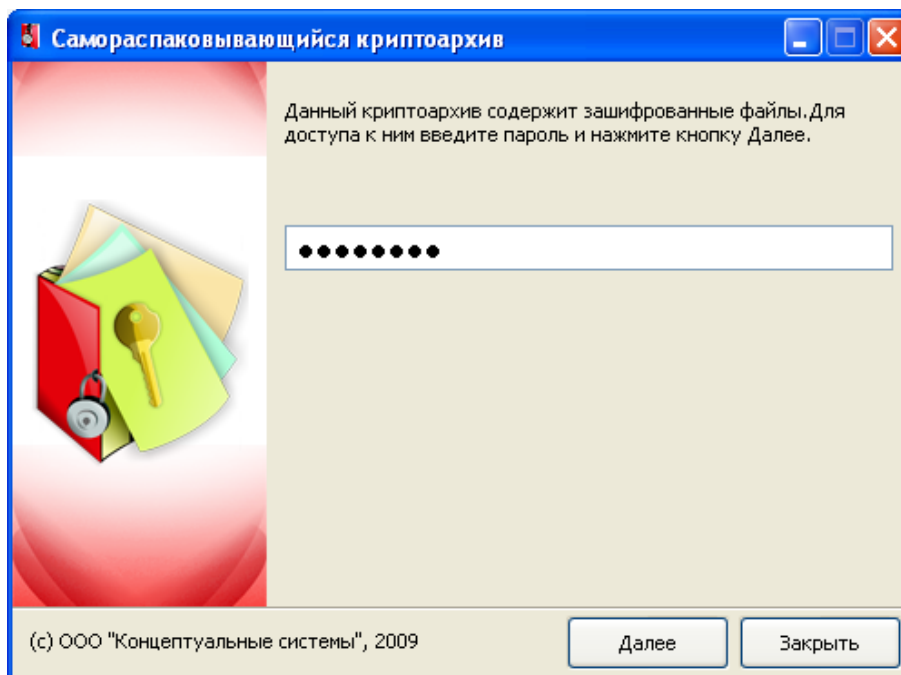 Самораспаковывающийся криптоархив
Данный криптоархив содержит зашифрованные файлы.Для
доступа к ним введите пароль и нажмите кнопку Далее.
●●●●●●●●
(с) ООО "Концептуальные системы", 2009
Далее
Закрыть